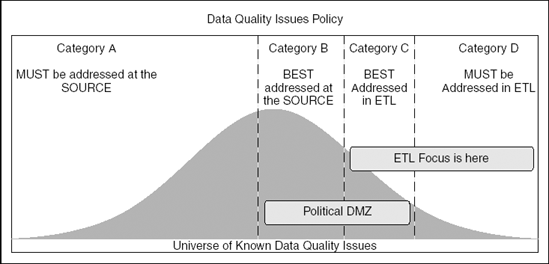 Data Quality Issues Policy
Category A
MUST be addressed at the
SOURCE
Category B
BEST
addressed at
the SOURCE
Category C
BEST
Addressed
in ETL
Category D
MUST be
Addressed in ETL
ETL Focus is here
Political DMZ
Universe of Known Data Quality Issues